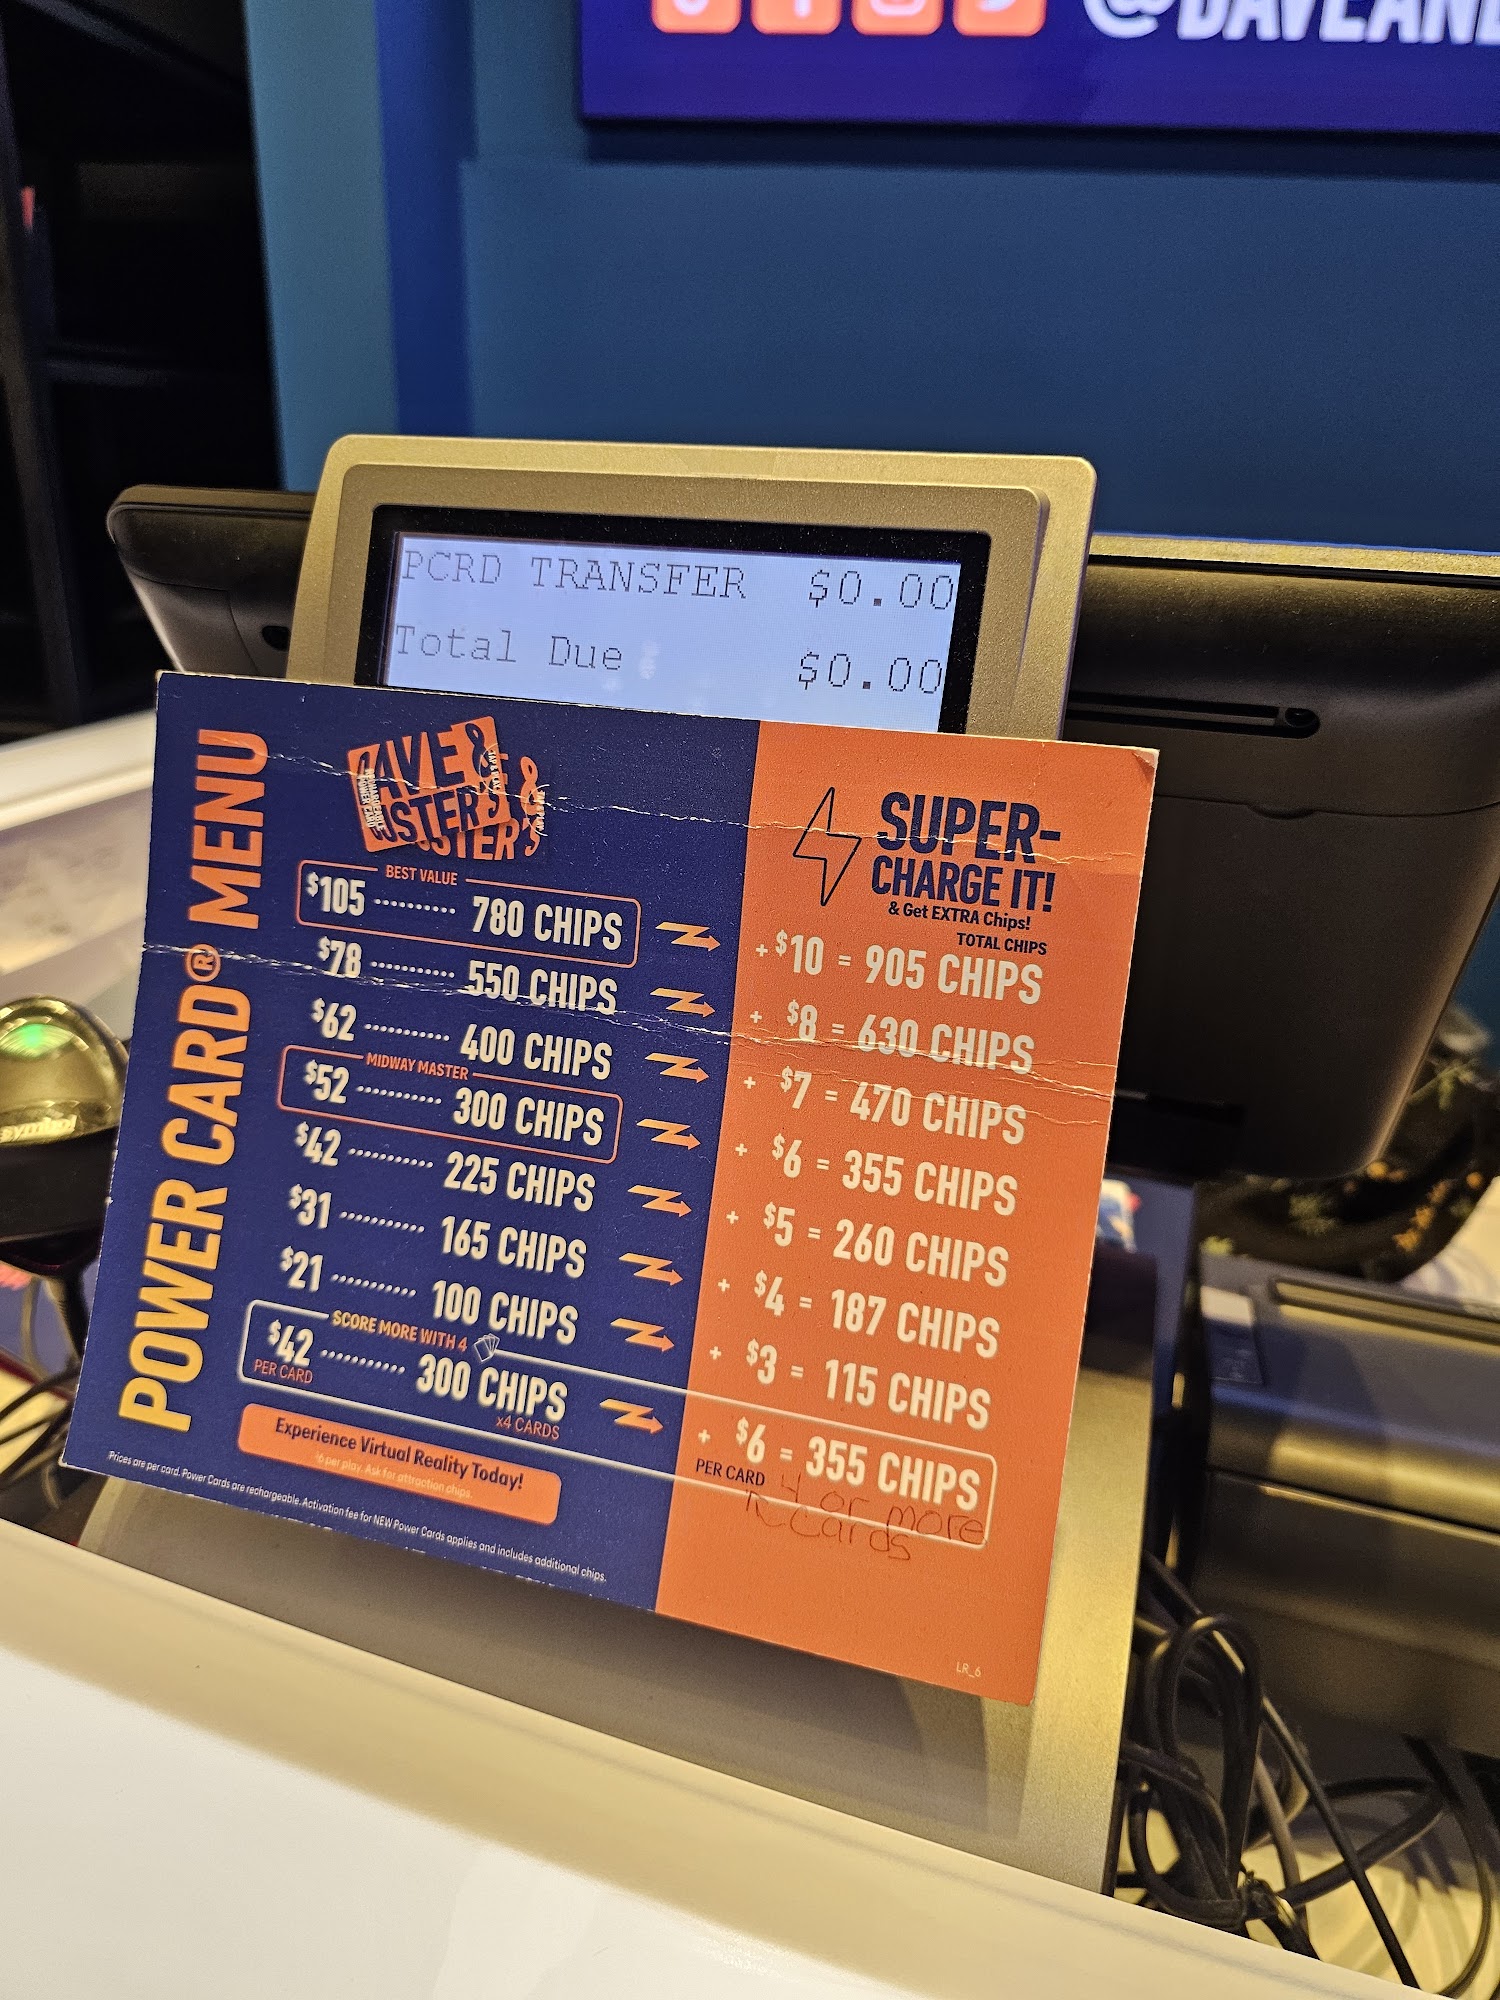 @DAVEAN
PCRD TRANSFER $0.00
Total Due $0.00
POWER CARD® MENU
DAVE &
BUSTER'S
SUPER-
CHARGE IT!
& Get EXTRA Chips!
TOTAL CHIPS
BEST VALUE
$105 .......... 780 CHIPS + $10 = 905 CHIPS
$78 ........... 550 CHIPS + $8 = 630 CHIPS
$62 ........... 400 CHIPS + $7 = 470 CHIPS
MIDWAY MASTER
$52 ........... 300 CHIPS + $6 = 355 CHIPS
$42 ........... 225 CHIPS + $5 = 260 CHIPS
$31 ........... 165 CHIPS + $4 = 187 CHIPS
$21 ........... 100 CHIPS + $3 = 115 CHIPS
SCORE MORE WITH 4
$42 ........... 300 CHIPS + $6 = 355 CHIPS
PER CARD x4 CARDS PER CARD
4 or more
cards
Experience Virtual Reality Today!
$6 per play. Ask for attraction chips.
Prices are per card. Power Cards are rechargeable. Activation fee for NEW Power Cards applies and includes additional chips.
LR_6